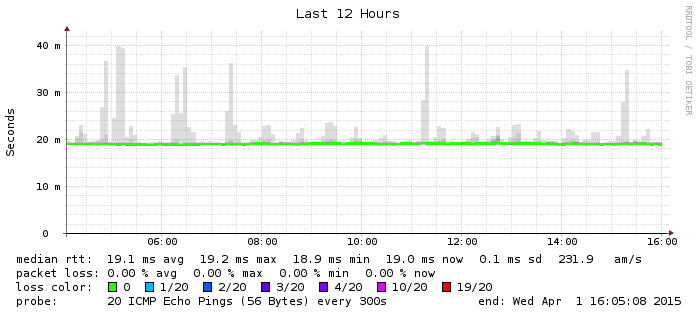 Last 12 Hours
RRDTOOL / TOBI OETIKER
Seconds
40 m
30 m
20 m
10 m
0
06:00 08:00 10:00 12:00 14:00 16:00
median rtt: 19.1 ms avg 19.2 ms max 18.9 ms min 19.0 ms now 0.1 ms sd 231.9 am/s
packet loss: 0.00 % avg 0.00 % max 0.00 % min 0.00 % now
loss color: 0 1/20 2/20 3/20 4/20 10/20 19/20
probe: 20 ICMP Echo Pings (56 Bytes) every 300s end: Wed Apr 1 16:05:08 2015